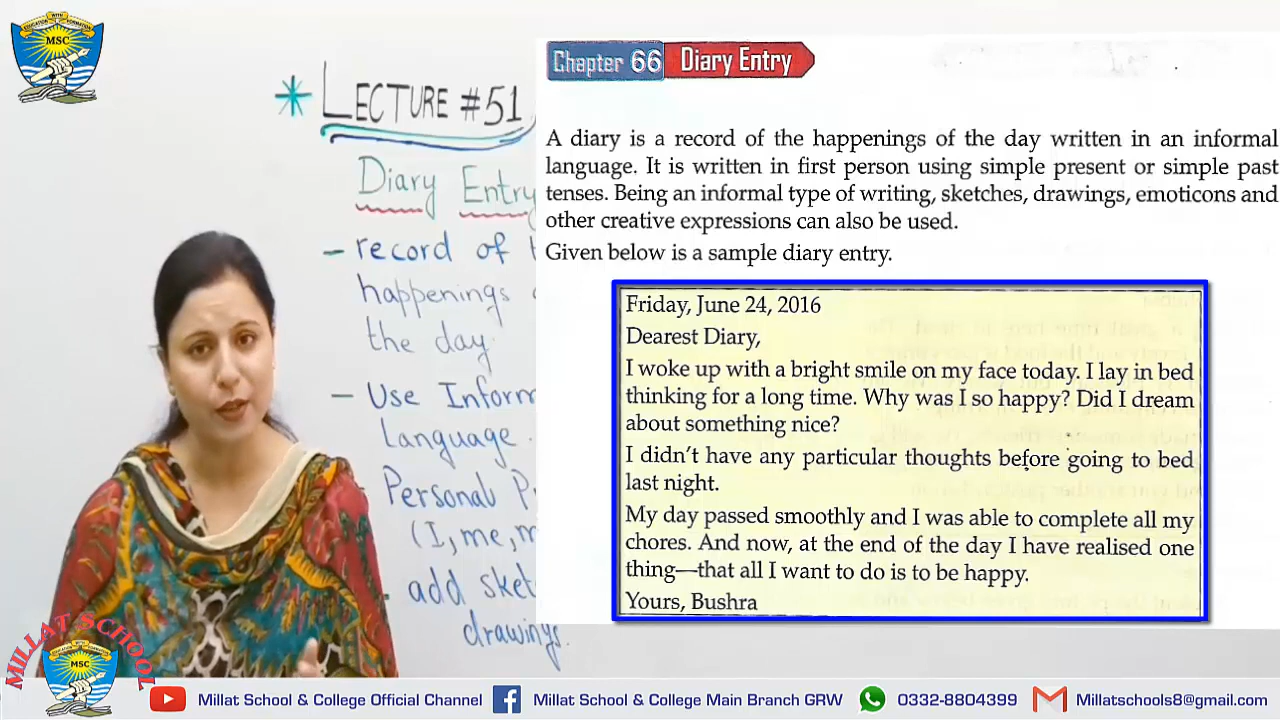 EDUCATION WITH FORMATION
MSC
LECTURE #51
Diary Entry
– record of
happenings
the day.
– Use Inform
Language.
– Personal
(I, me,
add
drawings.
Chapter 66 Diary Entry
A diary is a record of the happenings of the day written in an informal
language. It is written in first person using simple present or simple past
tenses. Being an informal type of writing, sketches, drawings, emoticons and
other creative expressions can also be used.
Given below is a sample diary entry.
Friday, June 24, 2016
Dearest Diary,
I woke up with a bright smile on my face today. I lay in bed
thinking for a long time. Why was I so happy? Did I dream
about something nice?
I didn't have any particular thoughts before going to bed
last night.
My day passed smoothly and I was able to complete all my
chores. And now, at the end of the day I have realised one
thing—that all I want to do is to be happy.
Yours, Bushra
MILLAT SCHOOL
MSC
Millat School & College Official Channel
Millat School & College Main Branch GRW
0332-8804399
Millatschools8@gmail.com